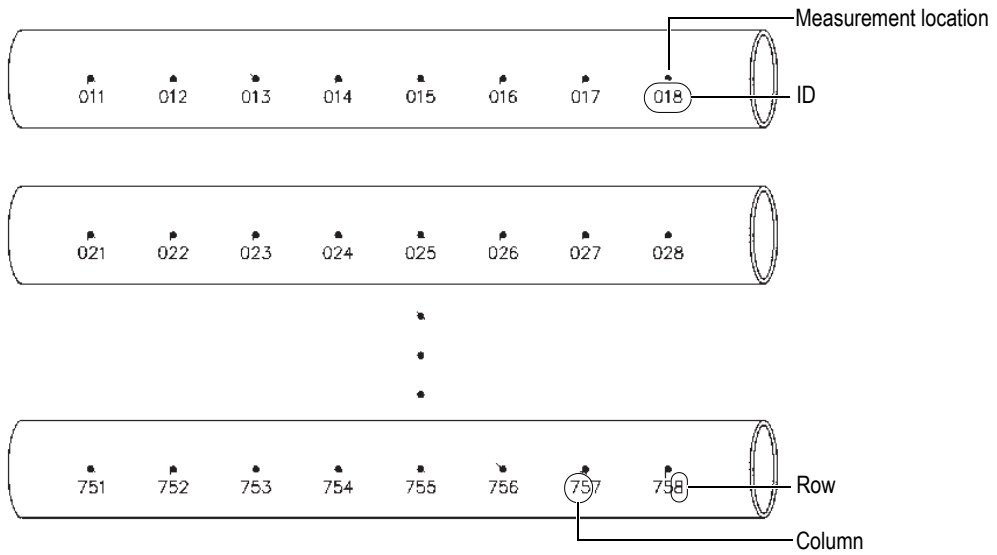 Measurement location
011 012 013 014 015 016 017 018
ID
021 022 023 024 025 026 027 028
751 752 753 754 755 756 757 758
Row
Column